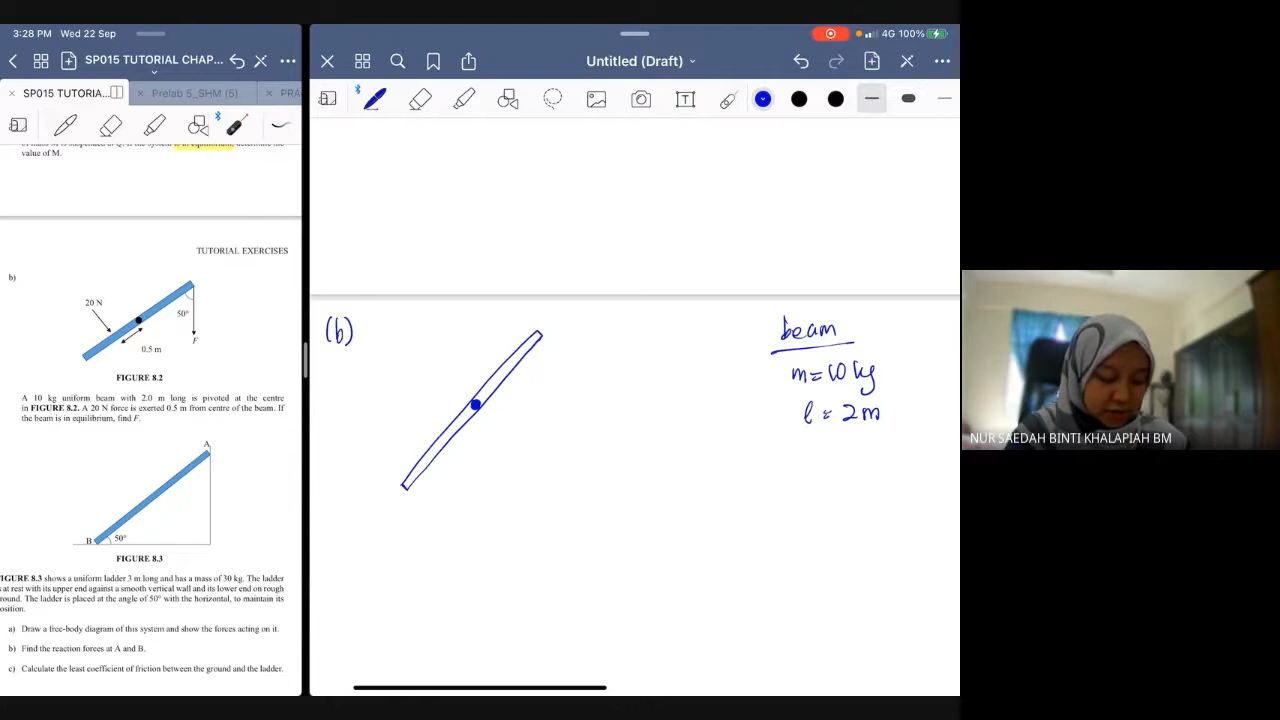 3:28 PM Wed 22 Sep
4G 100%
SP015 TUTORIAL CHAP...
Untitled (Draft)
SP015 TUTORIA...
Prelab 5_SHM (5)...
PRA
value of M.
TUTORIAL EXERCISES
b)
20 N
50°
F
0.5 m
FIGURE 8.2
A 10 kg uniform beam with 2.0 m long is pivoted at the centre
in FIGURE 8.2. A 20 N force is exerted 0.5 m from centre of the beam. If
the beam is in equilibrium, find F.
A
B
50°
FIGURE 8.3
IGURE 8.3 shows a uniform ladder 3 m long and has a mass of 30 kg. The ladder
at rest with its upper end against a smooth vertical wall and its lower end on rough
round. The ladder is placed at the angle of 50° with the horizontal, to maintain its
osition.
a) Draw a free-body diagram of this system and show the forces acting on it.
b) Find the reaction forces at A and B.
c) Calculate the least coefficient of friction between the ground and the ladder.
(b)
beam
m = 10 kg
l = 2 m
NUR SAEDAH BINTI KHALAPIAH BM